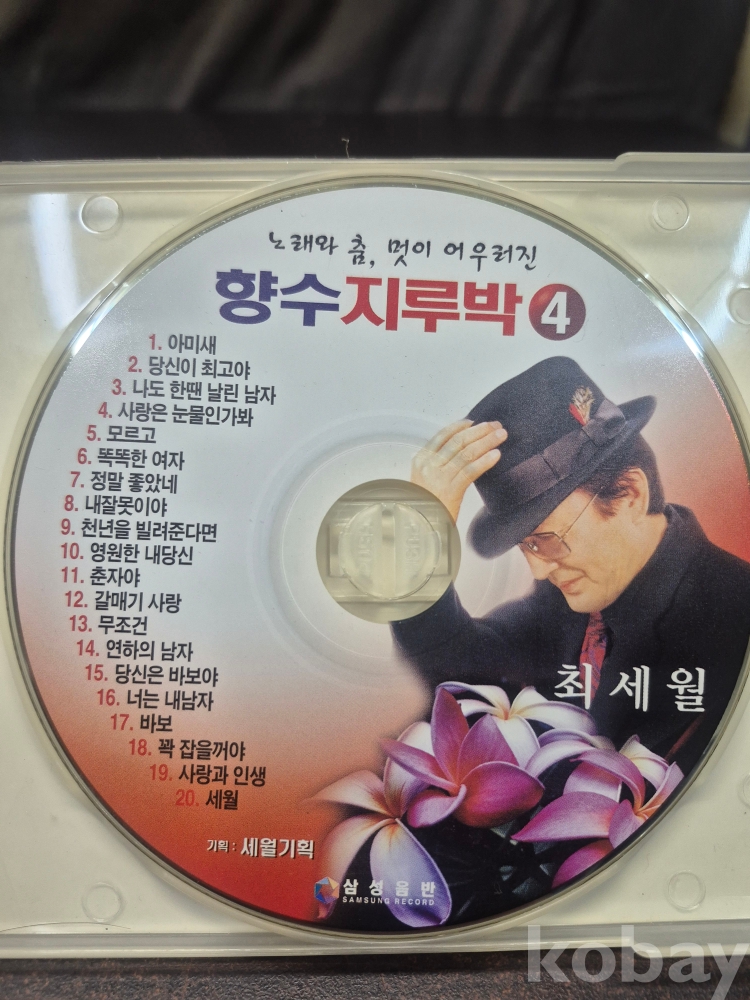 노래와 춤, 멋이 어우러진
향수지루박 4
1. 아미새
2. 당신이 최고야
3. 나도 한땐 날린 남자
4. 사랑은 눈물인가봐
5. 모르고
6. 똑똑한 여자
7. 정말 좋았네
8. 내잘못이야
9. 천년을 빌려준다면
10. 영원한 내당신
11. 춘자야
12. 갈매기 사랑
13. 무조건
14. 연하의 남자
15. 당신은 바보야
16. 너는 내남자
17. 바보
18. 꽉 잡을꺼야
19. 사랑과 인생
20. 세월
최세월
기획 : 세월기획
삼성음반
SAMSUNG RECORD
kobay